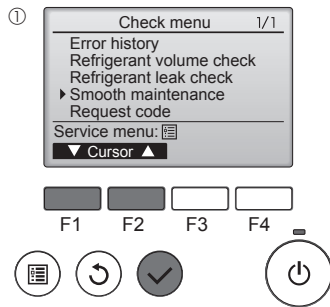 ①
Check menu 1/1
Error history
Refrigerant volume check
Refrigerant leak check
Smooth maintenance
Request code
Service menu:
▼ Cursor ▲
F1 F2 F3 F4